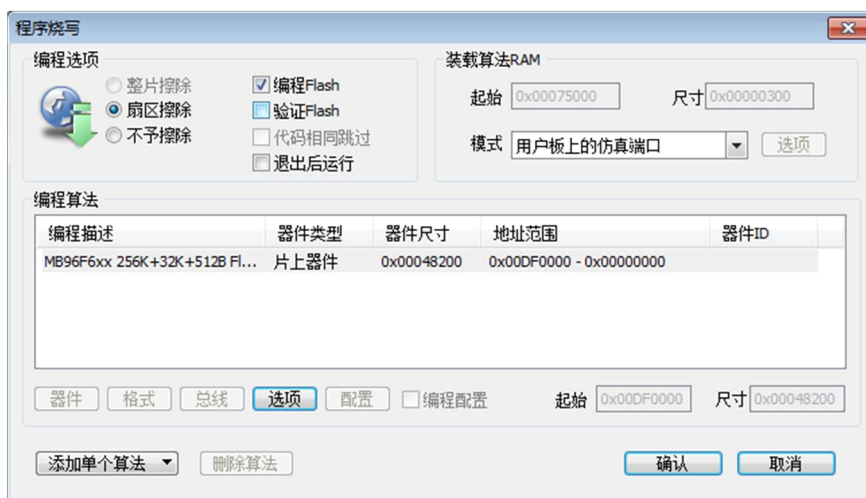 程序烧写
编程选项
整片擦除
扇区擦除
不予擦除
编程Flash
验证Flash
代码相同跳过
退出后运行
装载算法RAM
起始 0x00075000 尺寸 0x00000300
模式 用户板上的仿真端口 选项
编程算法
编程描述 器件类型 器件尺寸 地址范围 器件ID
MB96F6xx 256K+32K+512B Fl... 片上器件 0x00048200 0x00DF0000 - 0x00000000
器件 格式 总线 选项 配置 编程配置 起始 0x00DF0000 尺寸 0x00048200
添加单个算法 删除算法 确认 取消